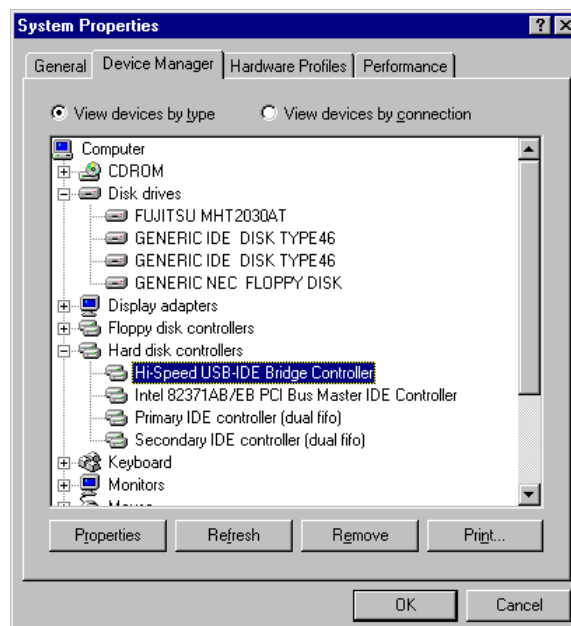 System Properties
General Device Manager Hardware Profiles Performance
View devices by type View devices by connection
Computer
CDROM
Disk drives
FUJITSU MHT2030AT
GENERIC IDE DISK TYPE46
GENERIC IDE DISK TYPE46
GENERIC NEC FLOPPY DISK
Display adapters
Floppy disk controllers
Hard disk controllers
Hi-Speed USB-IDE Bridge Controller
Intel 82371AB/EB PCI Bus Master IDE Controller
Primary IDE controller (dual fifo)
Secondary IDE controller (dual fifo)
Keyboard
Monitors
Properties Refresh Remove Print...
OK Cancel